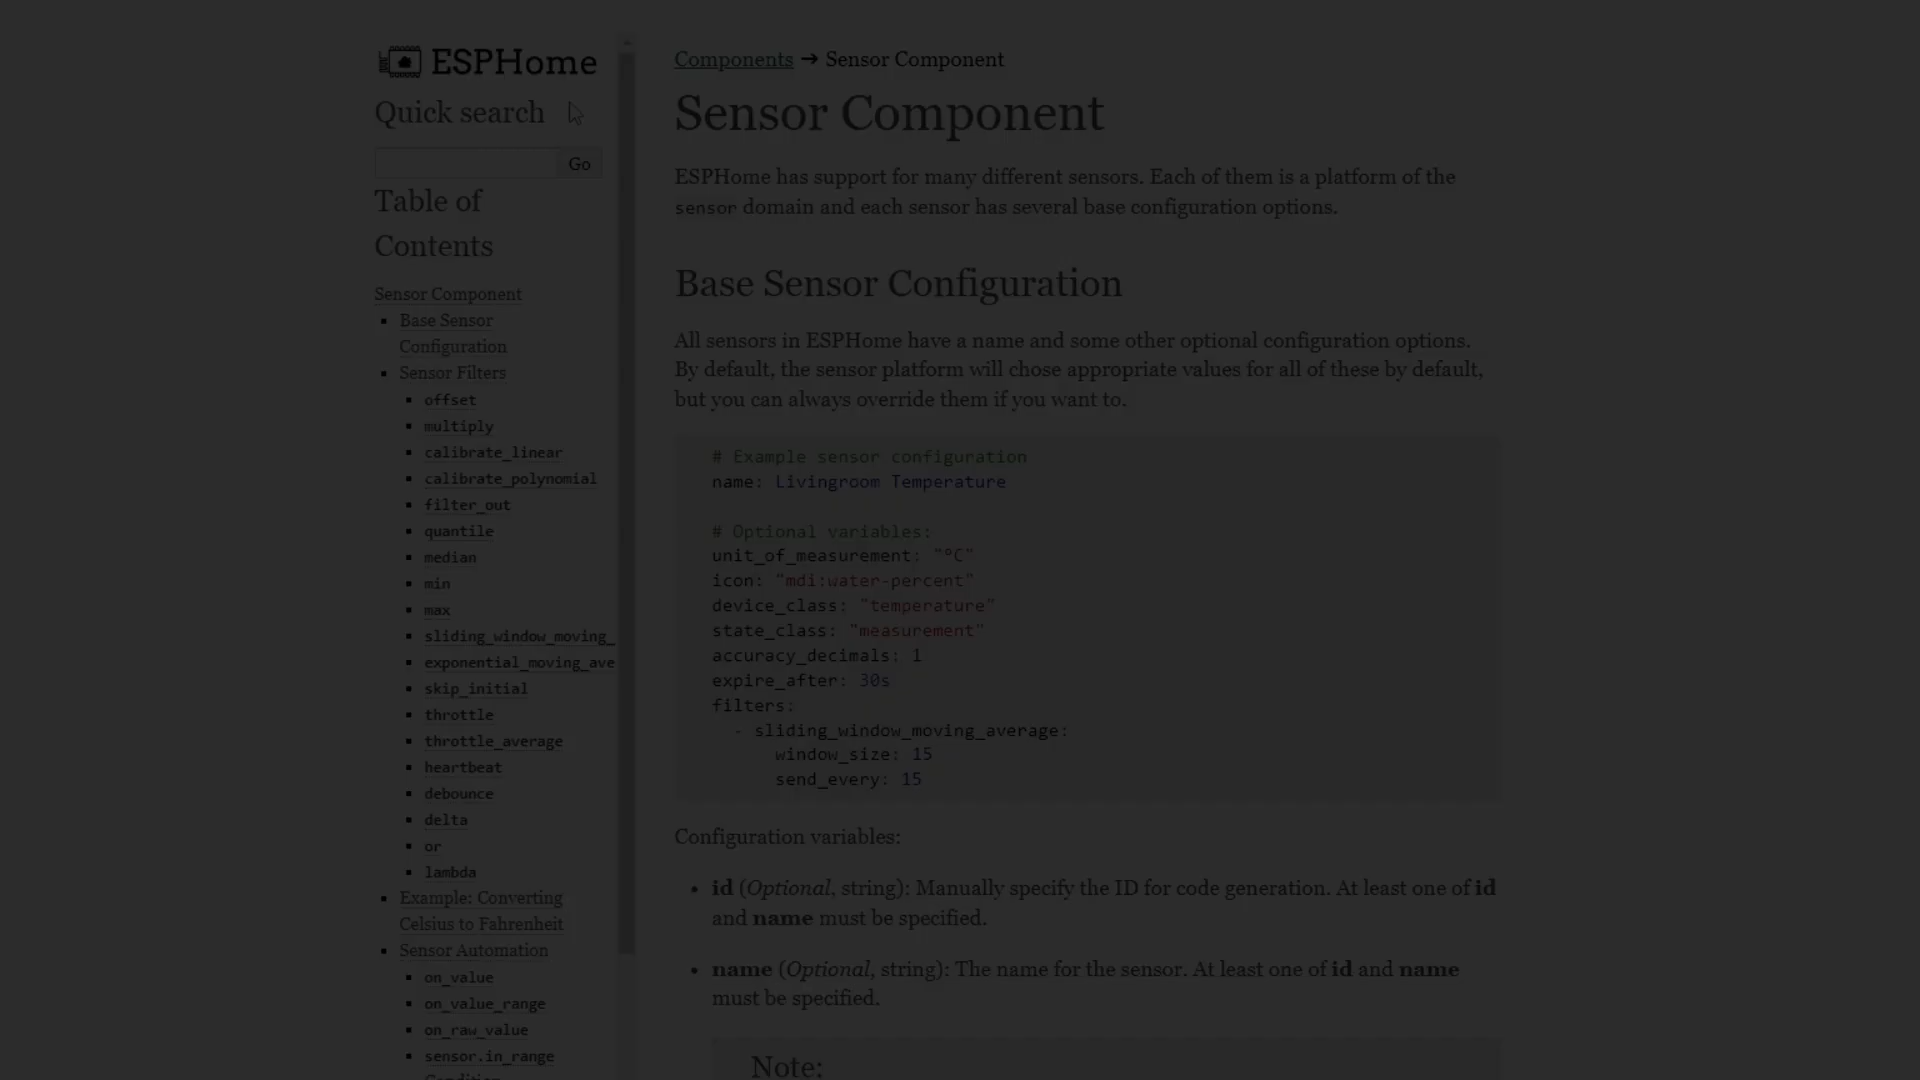 ESPHome
Quick search
Go
Table of
Contents
Sensor Component
Base Sensor
Configuration
Sensor Filters
offset
multiply
calibrate_linear
calibrate_polynomial
filter_out
quantile
median
min
max
sliding_window_moving_
exponential_moving_ave
skip_initial
throttle
throttle_average
heartbeat
debounce
delta
or
lambda
Example: Converting
Celsius to Fahrenheit
Sensor Automation
on_value
on_value_range
on_raw_value
sensor.in_range
Condition
Components → Sensor Component
Sensor Component
ESPHome has support for many different sensors. Each of them is a platform of the
sensor domain and each sensor has several base configuration options.
Base Sensor Configuration
All sensors in ESPHome have a name and some other optional configuration options.
By default, the sensor platform will chose appropriate values for all of these by default,
but you can always override them if you want to.
# Example sensor configuration
name: Livingroom Temperature
# Optional variables:
unit_of_measurement: "°C"
icon: "mdi:water-percent"
device_class: "temperature"
state_class: "measurement"
accuracy_decimals: 1
expire_after: 30s
filters:
- sliding_window_moving_average:
window_size: 15
send_every: 15
Configuration variables:
• id (Optional, string): Manually specify the ID for code generation. At least one of id
and name must be specified.
• name (Optional, string): The name for the sensor. At least one of id and name
must be specified.
Note: